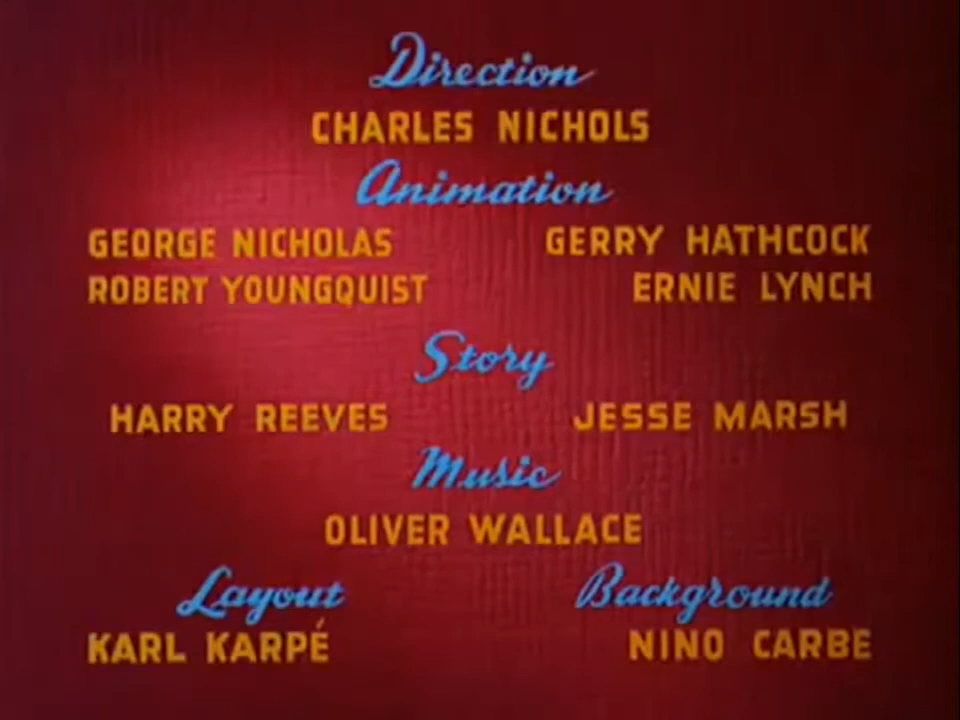 Direction
CHARLES NICHOLS
Animation
GEORGE NICHOLAS GERRY HATHCOCK
ROBERT YOUNGQUIST ERNIE LYNCH
Story
HARRY REEVES JESSE MARSH
Music
OLIVER WALLACE
Layout Background
KARL KARPÉ NINO CARBE